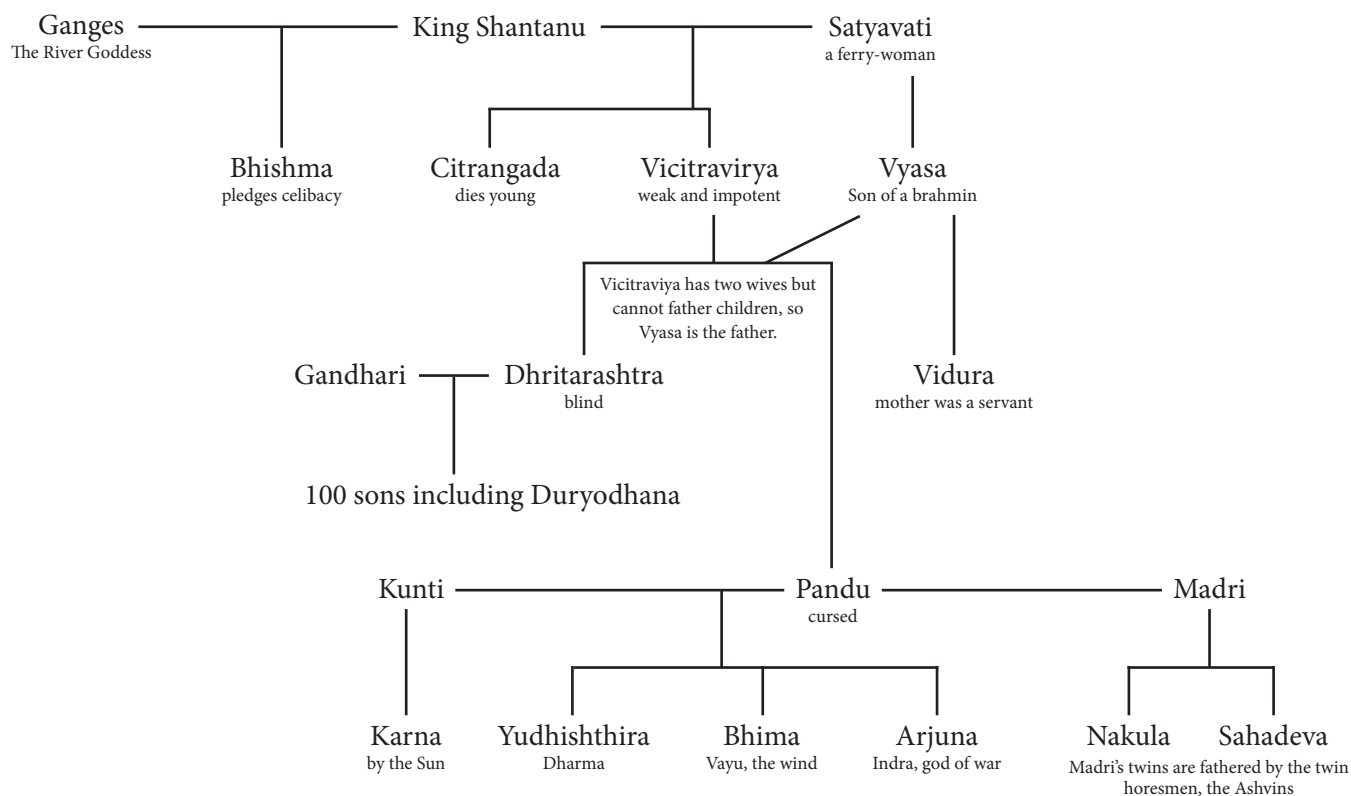 Ganges
The River Goddess
King Shantanu
Satyavati
a ferry-woman
Bhishma
pledges celibacy
Citrangada
dies young
Vicitravirya
weak and impotent
Vyasa
Son of a brahmin
Vicitraviya has two wives but
cannot father children, so
Vyasa is the father.
Gandhari
Dhritarashtra
blind
Vidura
mother was a servant
100 sons including Duryodhana
Kunti
Pandu
cursed
Madri
Karna
by the Sun
Yudhishthira
Dharma
Bhima
Vayu, the wind
Arjuna
Indra, god of war
Nakula
Sahadeva
Madri's twins are fathered by the twin
horesmen, the Ashvins